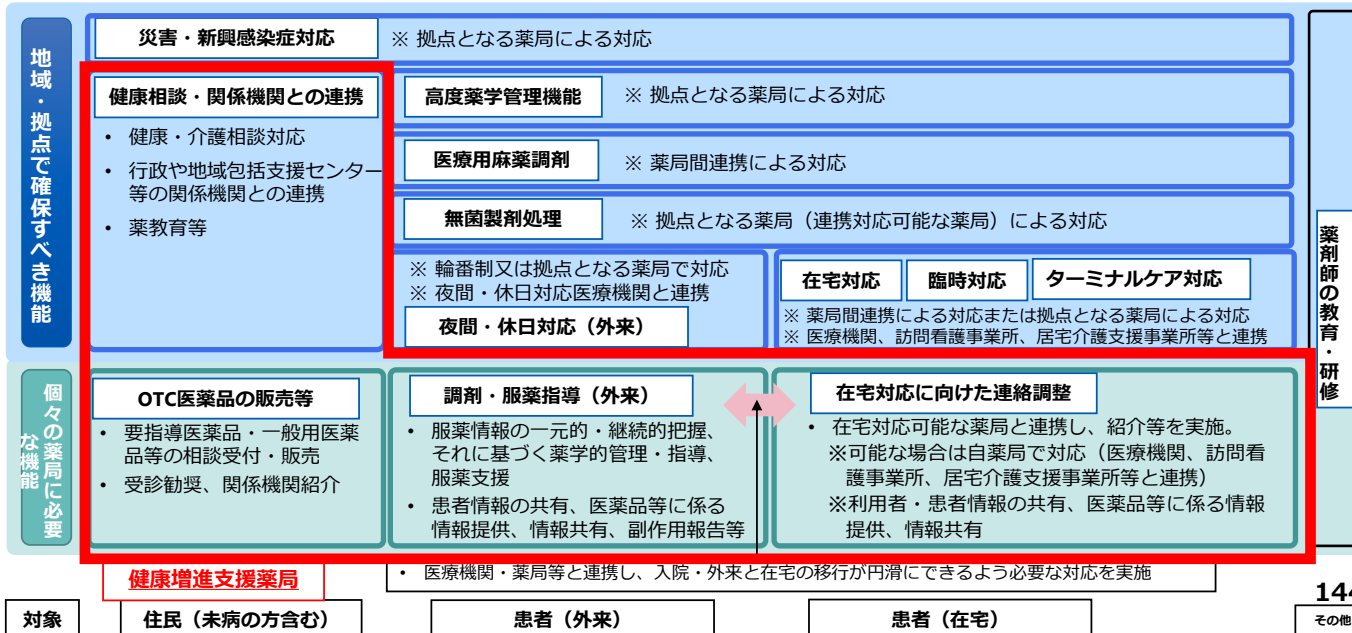 地域・拠点で確保すべき機能
災害・新興感染症対応
※ 拠点となる薬局による対応
健康相談・関係機関との連携
• 健康・介護相談対応
• 行政や地域包括支援センター
等の関係機関との連携
• 薬教育等
高度薬学管理機能
※ 拠点となる薬局による対応
医療用麻薬調剤
※ 薬局間連携による対応
無菌製剤処理
※ 拠点となる薬局（連携対応可能な薬局）による対応
※ 輪番制又は拠点となる薬局で対応
※ 夜間・休日対応医療機関と連携
夜間・休日対応（外来）
在宅対応
臨時対応
ターミナルケア対応
※ 薬局間連携による対応または拠点となる薬局による対応
※ 医療機関、訪問看護事業所、居宅介護支援事業所等と連携
個々の薬局に必要
な機能
OTC医薬品の販売等
• 要指導医薬品・一般用医薬
品等の相談受付・販売
• 受診勧奨、関係機関紹介
調剤・服薬指導（外来）
• 服薬情報の一元的・継続的把握、
それに基づく薬学的管理・指導、
服薬支援
• 患者情報の共有、医薬品等に係る
情報提供、情報共有、副作用報告等
在宅対応に向けた連絡調整
• 在宅対応可能な薬局と連携し、紹介等を実施。
※可能な場合は自薬局で対応（医療機関、訪問看
護事業所、居宅介護支援事業所等と連携）
※利用者・患者情報の共有、医薬品等に係る情報
提供、情報共有
薬剤師の教育・研修
健康増進支援薬局
• 医療機関・薬局等と連携し、入院・外来と在宅の移行が円滑にできるよう必要な対応を実施
144
対象
住民（未病の方含む）
患者（外来）
患者（在宅）
その他